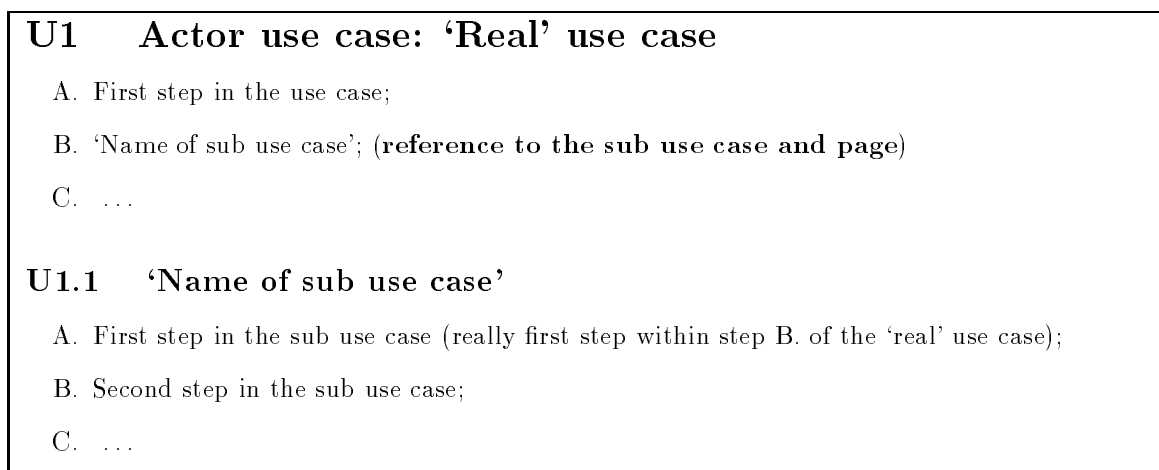 U1 Actor use case: ‘Real’ use case
A. First step in the use case;
B. ‘Name of sub use case’; (reference to the sub use case and page)
C. ...
U1.1 ‘Name of sub use case’
A. First step in the sub use case (really first step within step B. of the ‘real’ use case);
B. Second step in the sub use case;
C. ...